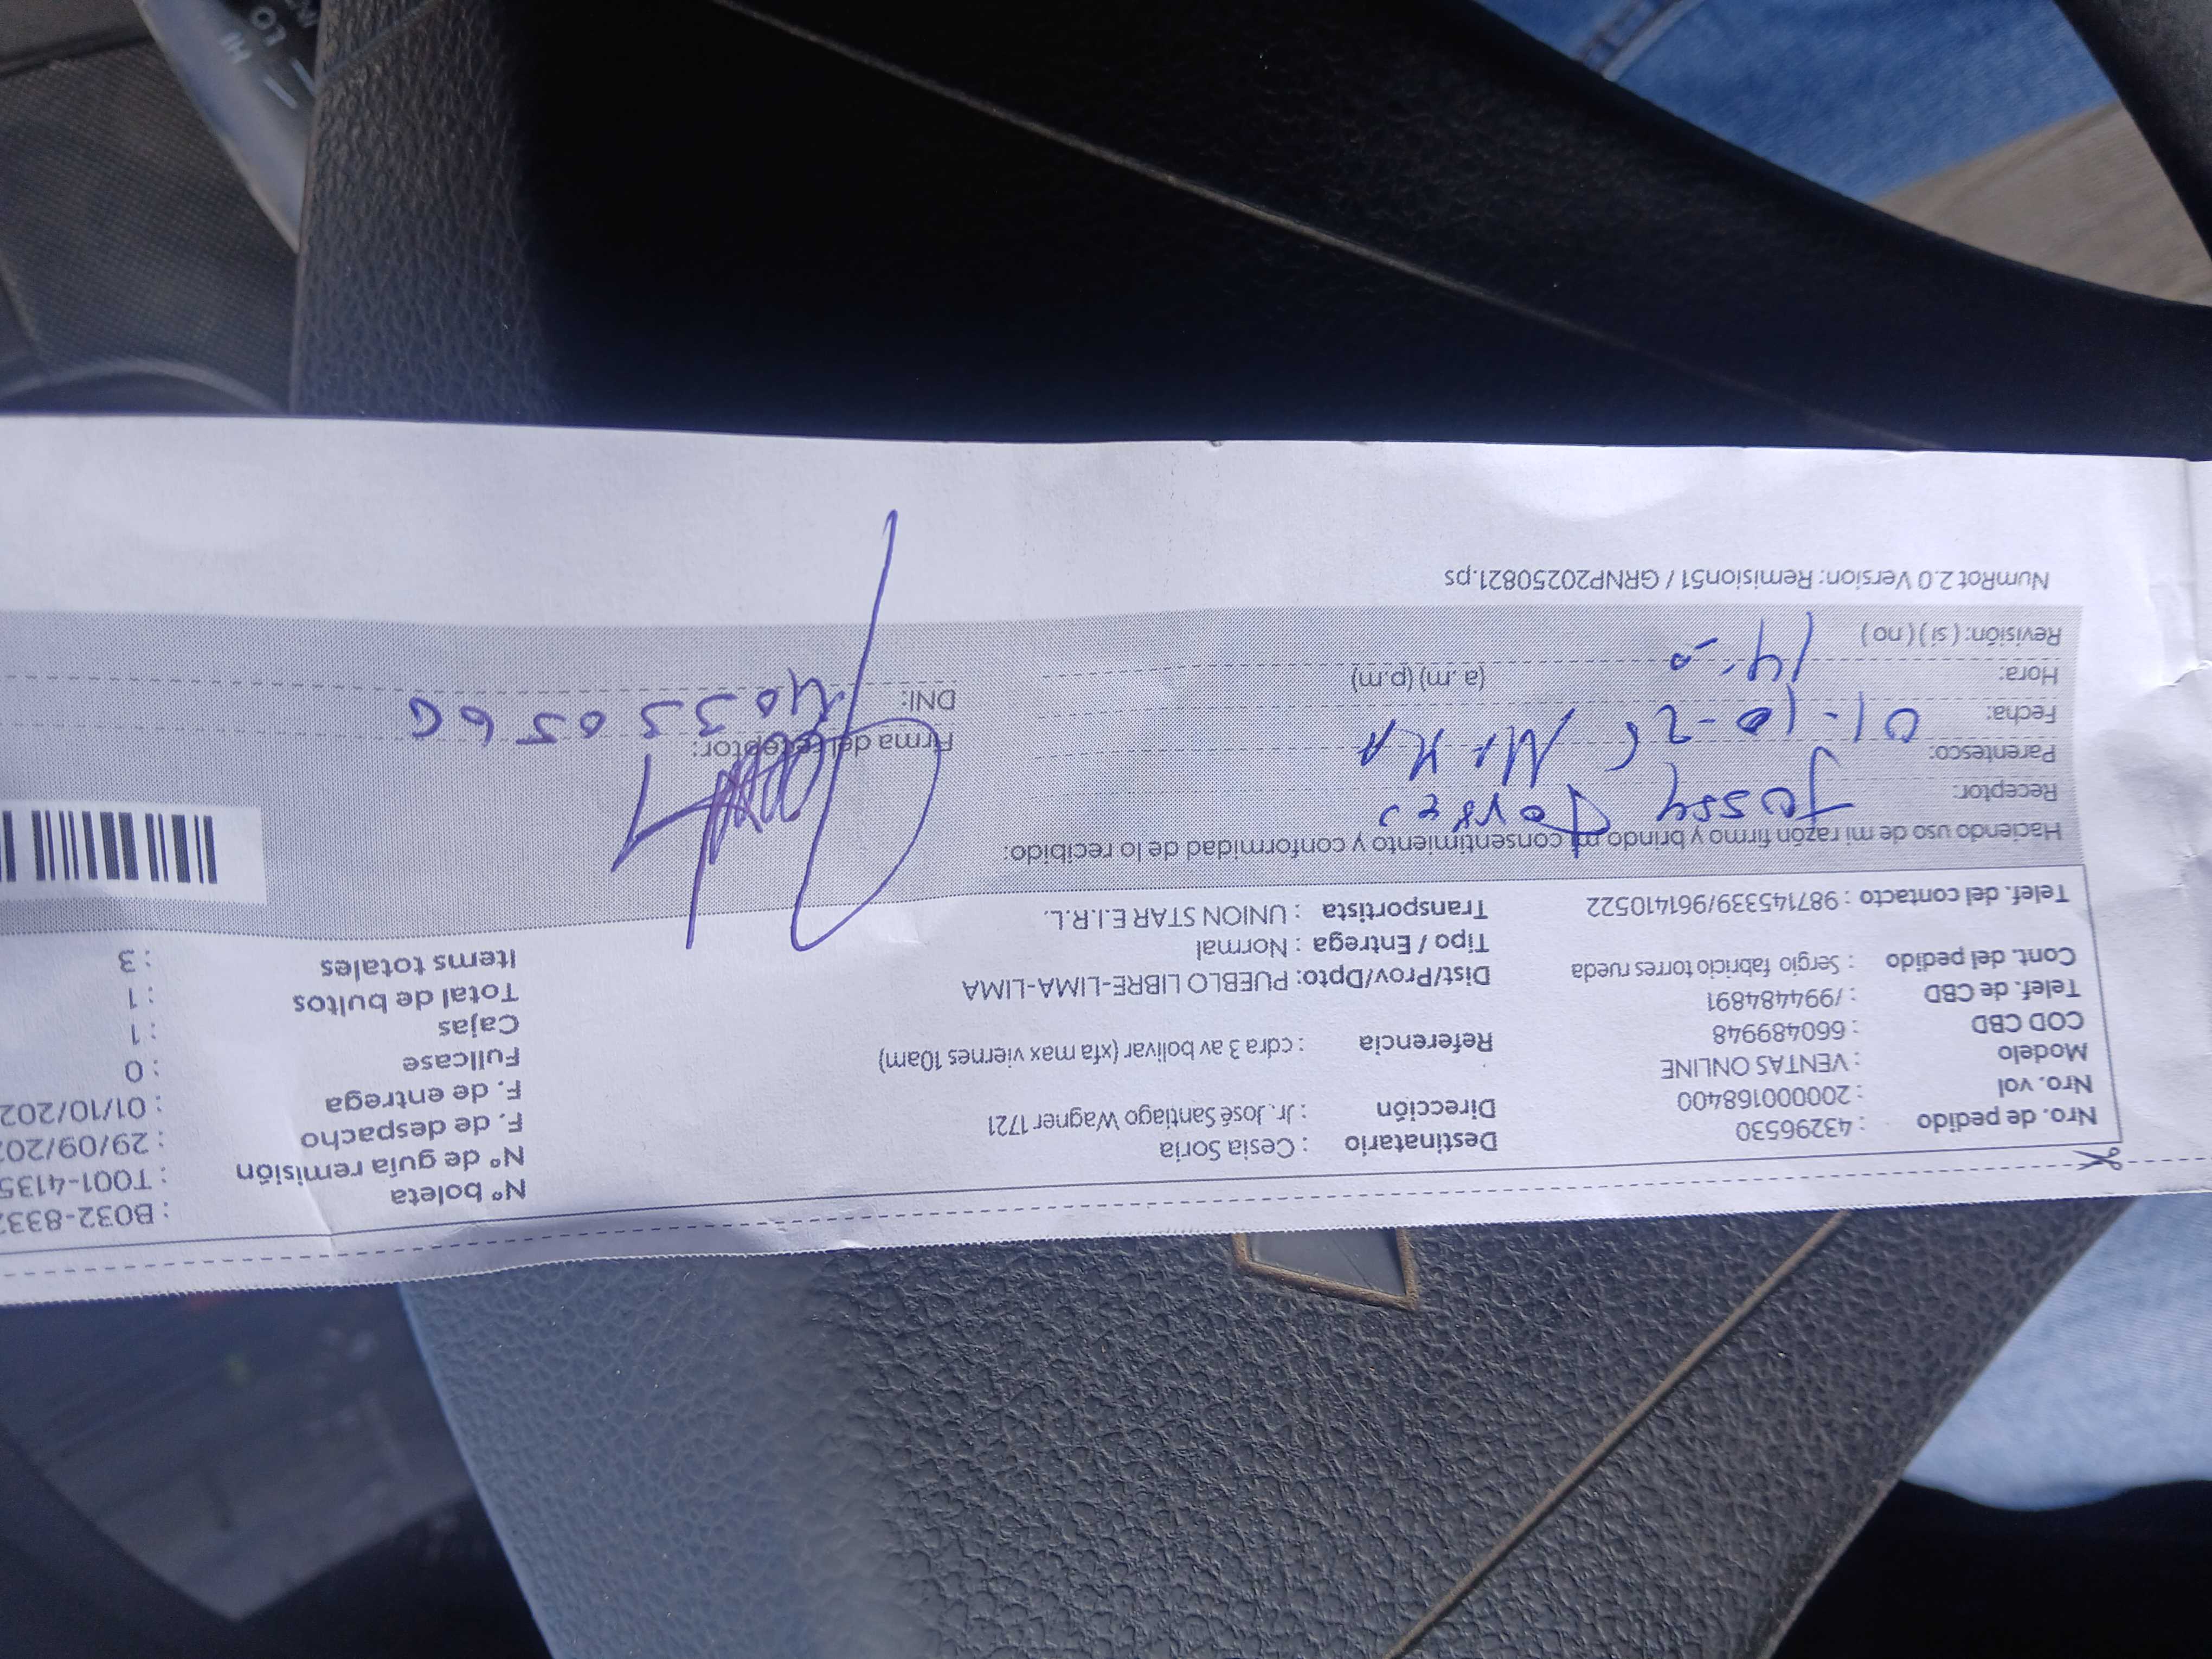 Nº boleta : B032-833
Nro. de pedido : 43296530 Destinatario : Cesia Soria Nº de guía remisión : T001-4135
Nro. vol : 200000168400 Dirección : Jr. José Santiago Wagner 1721 F. de despacho : 29/09/202
Modelo : VENTAS ONLINE F. de entrega : 01/10/202
COD CBD : 660489948 Referencia : cdra 3 av bolivar (xfa max viernes 10am) Fullcase : 0
Telef. de CBD : /994484891 Cajas : 1
Cont. del pedido : Sergio fabricio torres rueda Dist/Prov/Dpto: PUEBLO LIBRE-LIMA-LIMA Total de bultos : 1
Tipo / Entrega : Normal Items totales : 3
Telef. del contacto : 987145339/961410522 Transportista : UNION STAR E.I.R.L.
Haciendo uso de mi razón firmo y brindo mi consentimiento y conformidad de lo recibido:
Receptor: Jossy
Parentesco: Firma del receptor:
Fecha: 01-10-25 DNI:
Hora: 14:00 (a.m) (p.m)
Revisión: ( si ) ( no )
NumRot 2.0 Version: Remision51 / GRNP20250821.ps